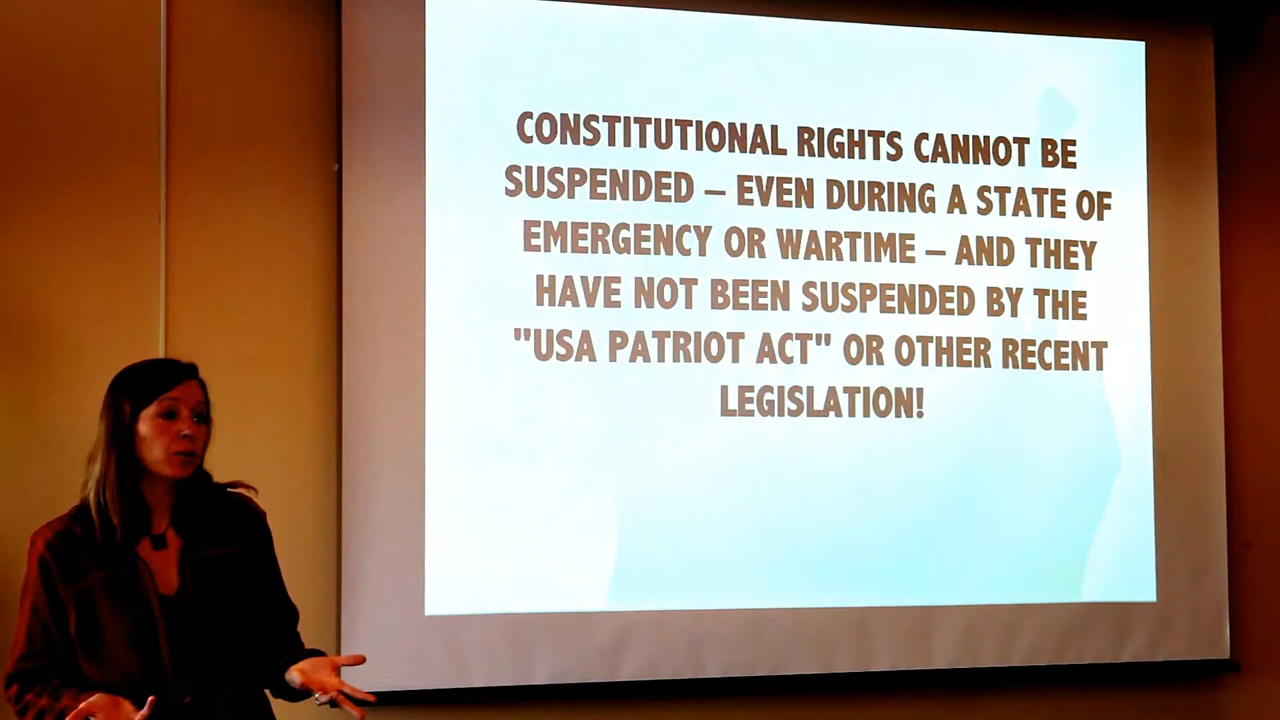 CONSTITUTIONAL RIGHTS CANNOT BE
SUSPENDED – EVEN DURING A STATE OF
EMERGENCY OR WARTIME – AND THEY
HAVE NOT BEEN SUSPENDED BY THE
"USA PATRIOT ACT" OR OTHER RECENT
LEGISLATION!